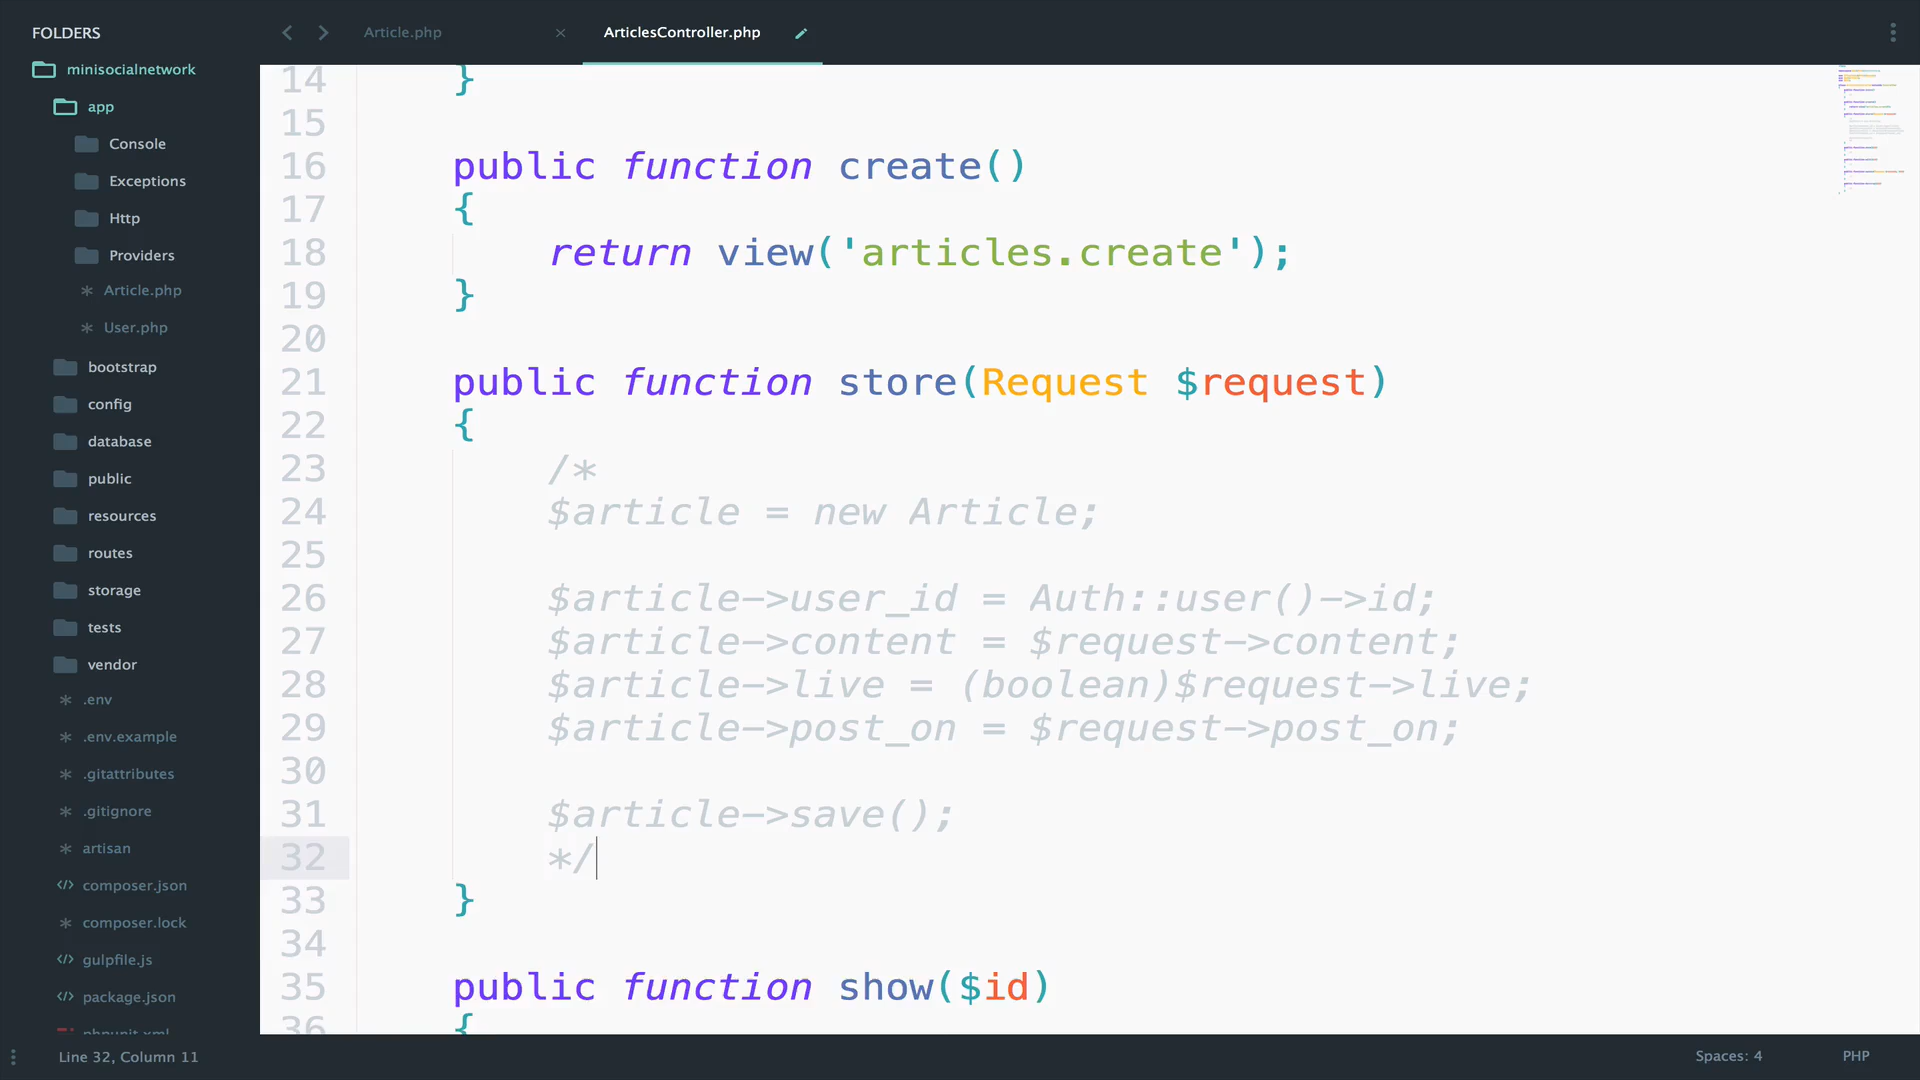 FOLDERS
minisocialnetwork
app
Console
Exceptions
Http
Providers
Article.php
User.php
bootstrap
config
database
public
resources
routes
storage
tests
vendor
.env
.env.example
.gitattributes
.gitignore
artisan
composer.json
composer.lock
gulpfile.js
package.json
phpunit.xml
Article.php
ArticlesController.php
14 }
15
16 public function create()
17 {
18 return view('articles.create');
19 }
20
21 public function store(Request $request)
22 {
23 /*
24 $article = new Article;
25
26 $article->user_id = Auth::user()->id;
27 $article->content = $request->content;
28 $article->live = (boolean)$request->live;
29 $article->post_on = $request->post_on;
30
31 $article->save();
32 */
33 }
34
35 public function show($id)
36 {
Line 32, Column 11
Spaces: 4
PHP